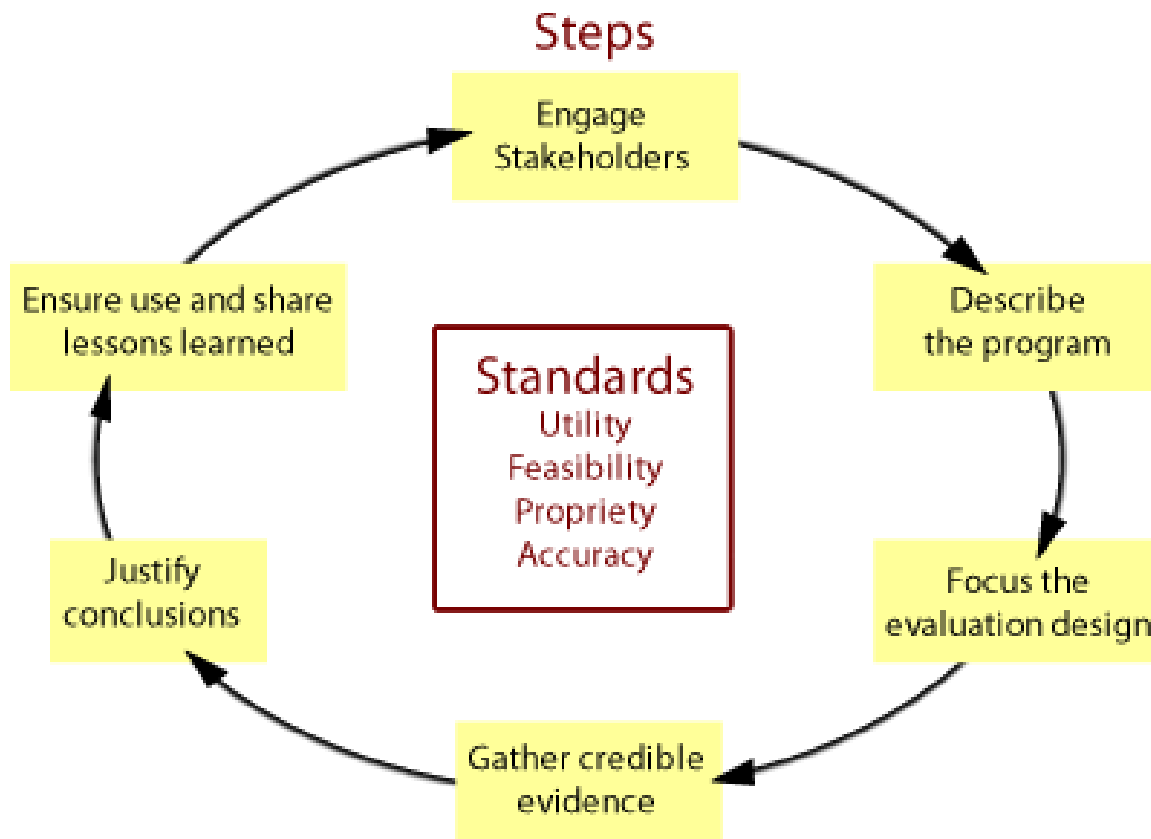 Steps
Engage
Stakeholders
Describe
the program
Focus the
evaluation design
Gather credible
evidence
Justify
conclusions
Ensure use and share
lessons learned
Standards
Utility
Feasibility
Propriety
Accuracy